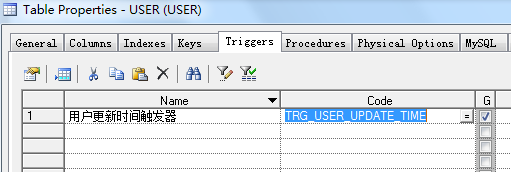 Table Properties - USER (USER)
General Columns Indexes Keys Triggers Procedures Physical Options MySQL
Name Code G
1 用户更新时间触发器 TRG_USER_UPDATE_TIME =